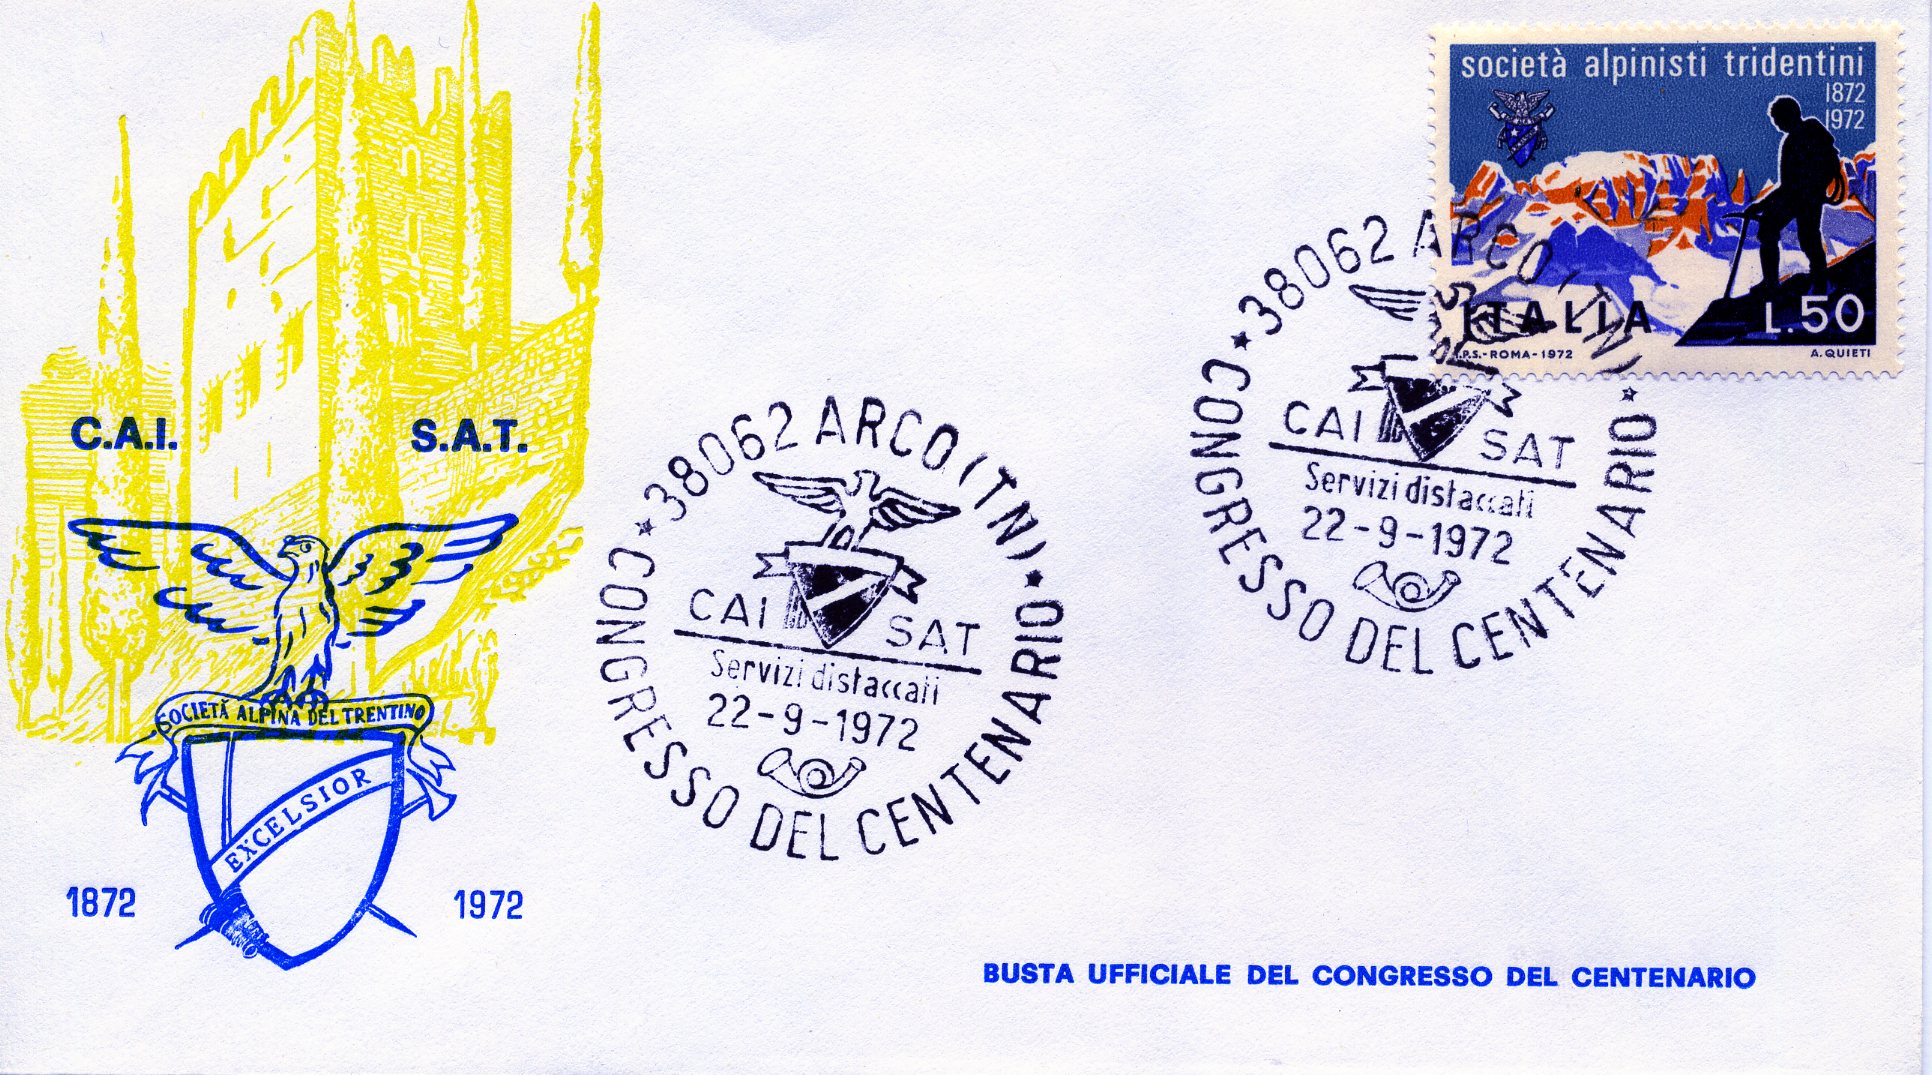 C.A.I. S.A.T.
SOCIETÀ ALPINA DEL TRENTINO
EXCELSIOR
1872 1972
38062 ARCO (TN)
CAI SAT
Servizi distaccati
22-9-1972
CONGRESSO DEL CENTENARIO
società alpinisti tridentini
1872
1972
ITALIA L.50
I.P.S.-ROMA-1972 A. QUIETI
38062 ARCO (TN)
CAI SAT
Servizi distaccati
22-9-1972
CONGRESSO DEL CENTENARIO
BUSTA UFFICIALE DEL CONGRESSO DEL CENTENARIO